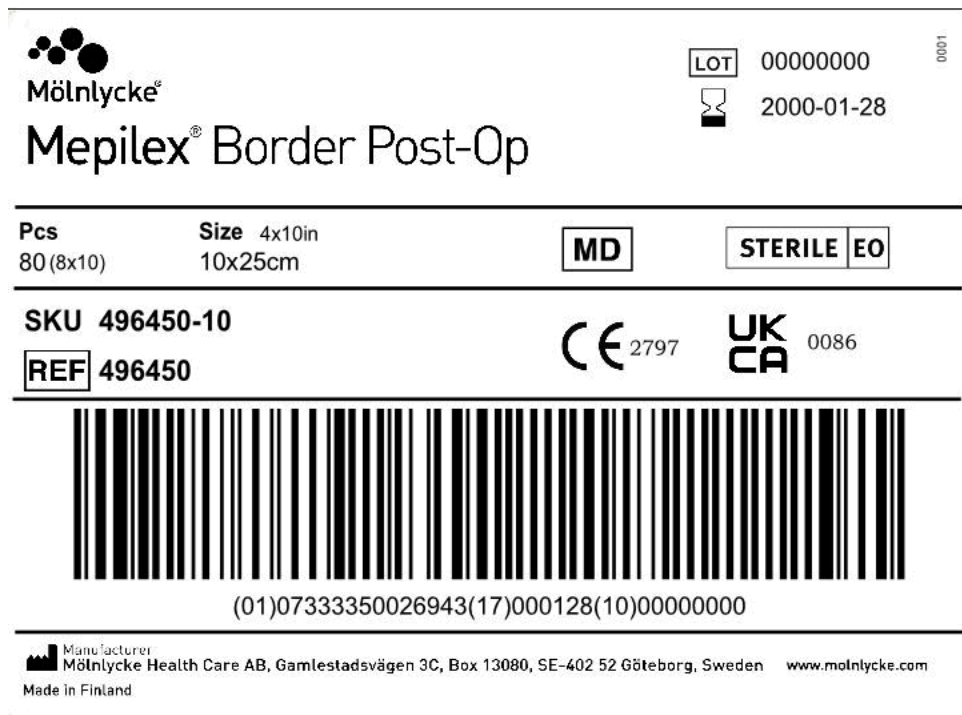 Mölnlycke®
Mepilex® Border Post-Op
LOT 00000000
2000-01-28
0001
Pcs
80 (8x10)
Size 4x10in
10x25cm
MD
STERILE EO
SKU 496450-10
REF 496450
CE 2797
UK
CA 0086
(01)07333350026943(17)000128(10)00000000
Manufacturer
Mölnlycke Health Care AB, Gamlestadsvägen 3C, Box 13080, SE-402 52 Göteborg, Sweden www.molnlycke.com
Made in Finland